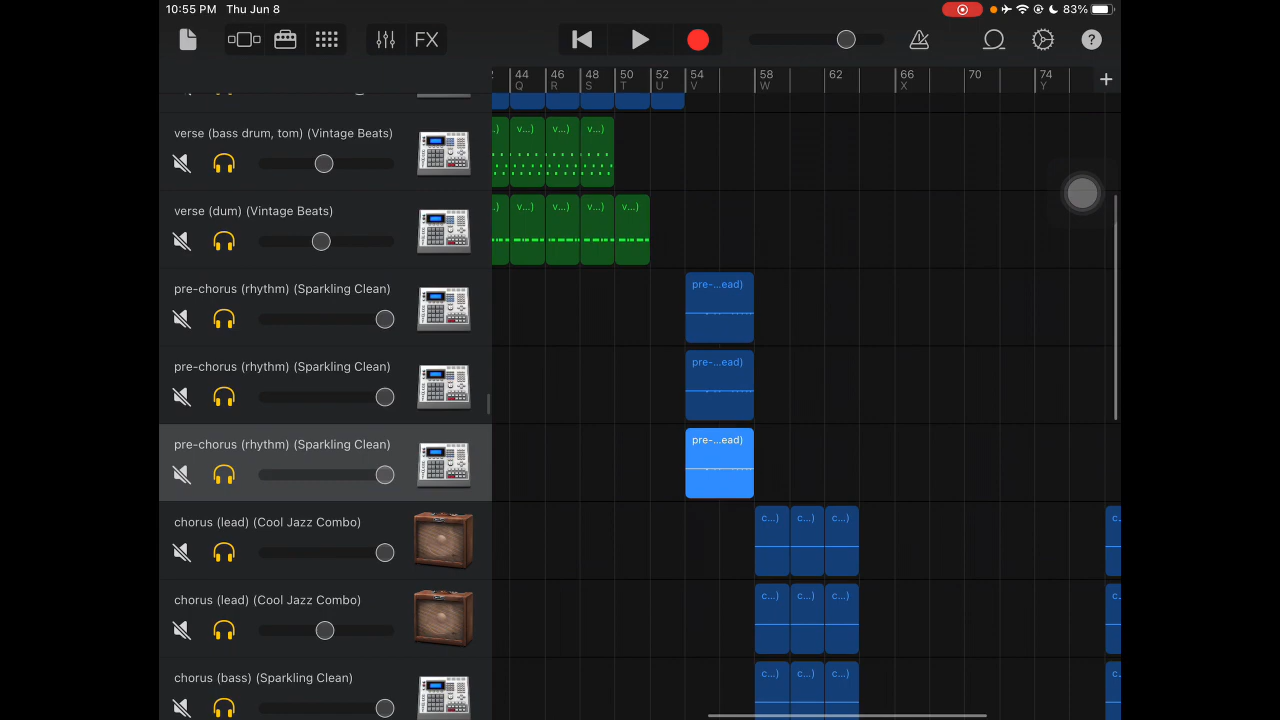 10:55 PM Thu Jun 8
83%
FX
?
44 46 48 50 52 54 58 62 66 70 74
Q R S T U V W X Y
+
verse (bass drum, tom) (Vintage Beats)
.) v...) v...) v...)
verse (dum) (Vintage Beats)
.) v...) v...) v...) v...)
pre-chorus (rhythm) (Sparkling Clean)
pre-...ead)
pre-chorus (rhythm) (Sparkling Clean)
pre-...ead)
pre-chorus (rhythm) (Sparkling Clean)
pre-...ead)
chorus (lead) (Cool Jazz Combo)
c...) c...) c...) c..
chorus (lead) (Cool Jazz Combo)
c...) c...) c...) c..
chorus (bass) (Sparkling Clean)
c...) c...) c...) c..